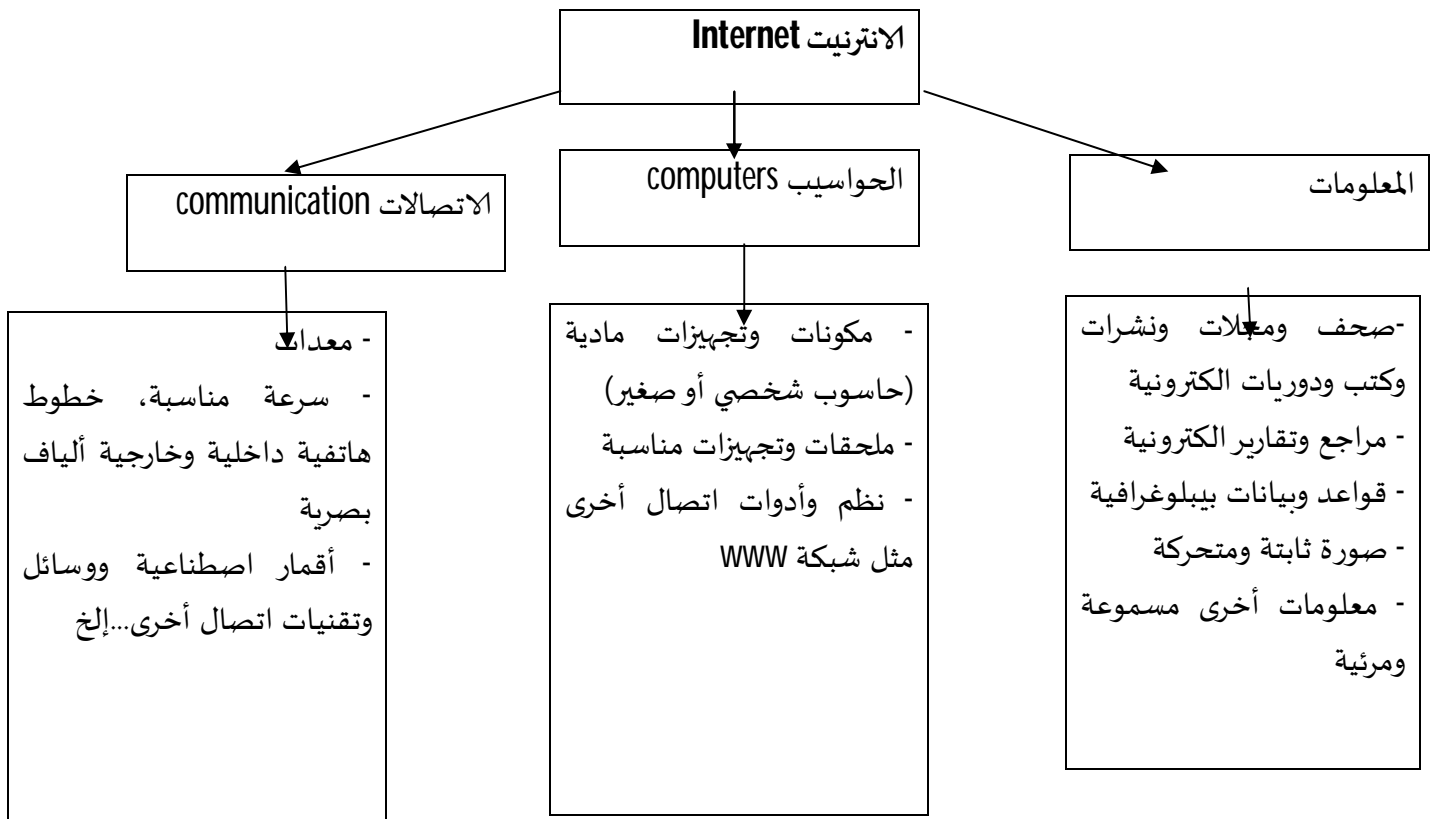 الانترنيت Internet
المعلومات
الحواسيب computers
الاتصالات communication
-صحف ومجلات ونشرات
وكتب ودوريات الكترونية
- مراجع وتقارير الكترونية
- قواعد وبيانات بيبلوغرافية
- صورة ثابتة ومتحركة
- معلومات أخرى مسموعة
ومرئية
- مكونات وتجهيزات مادية
(حاسوب شخصي أو صغير)
- ملحقات وتجهيزات مناسبة
- نظم وأدوات اتصال أخرى
مثل شبكة WWW
- معدات
- سرعة مناسبة، خطوط
هاتفية داخلية وخارجية ألياف
بصرية
- أقمار اصطناعية ووسائل
وتقنيات اتصال أخرى...إلخ